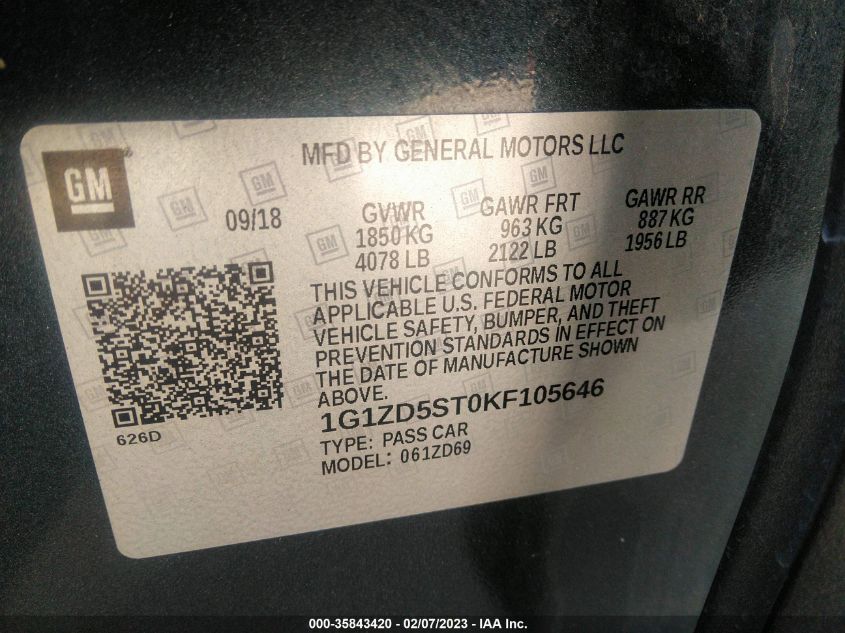 MFD BY GENERAL MOTORS LLC
GM
09/18
GVWR
1850 KG
4078 LB
GAWR FRT
963 KG
2122 LB
GAWR RR
887 KG
1956 LB
THIS VEHICLE CONFORMS TO ALL
APPLICABLE U.S. FEDERAL MOTOR
VEHICLE SAFETY, BUMPER, AND THEFT
PREVENTION STANDARDS IN EFFECT ON
THE DATE OF MANUFACTURE SHOWN
ABOVE.
1G1ZD5ST0KF105646
626D
TYPE: PASS CAR
MODEL: 061ZD69
000-35843420 - 02/07/2023 - IAA Inc.